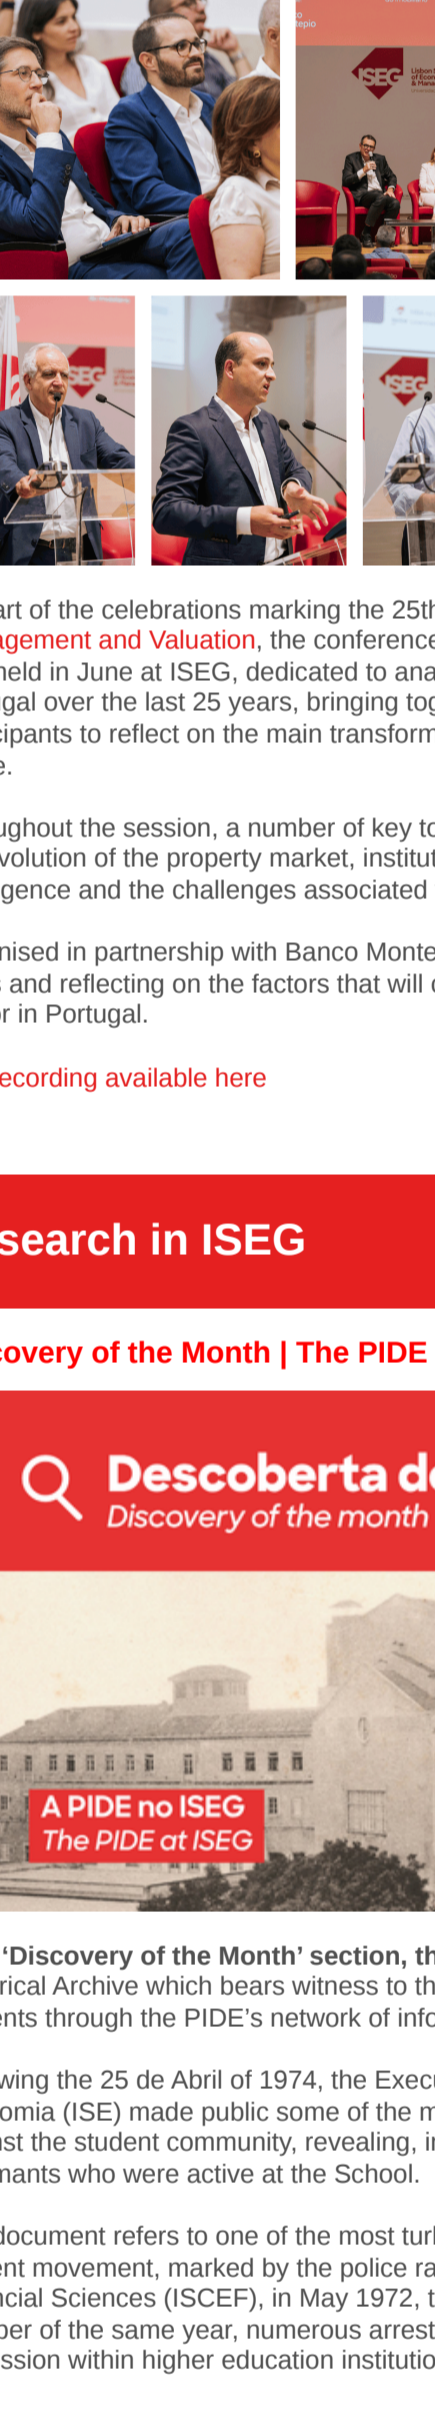 ISEG
ISEG
ISEG
art of the celebrations marking the 25th
agement and Valuation, the conference
held in June at ISEG, dedicated to ana
gal over the last 25 years, bringing tog
cipants to reflect on the main transform
e.
ughout the session, a number of key to
volution of the property market, institut
gence and the challenges associated
nised in partnership with Banco Monte
s and reflecting on the factors that will
r in Portugal.
ecording available here
search in ISEG
covery of the Month | The PIDE
Descoberta do
Discovery of the month
A PIDE no ISEG
The PIDE at ISEG
‘Discovery of the Month’ section, th
rical Archive which bears witness to th
ents through the PIDE’s network of info
wing the 25 de Abril of 1974, the Execu
omia (ISE) made public some of the m
nst the student community, revealing, in
mants who were active at the School.
document refers to one of the most turb
ent movement, marked by the police ra
ncial Sciences (ISCEF), in May 1972, t
ber of the same year, numerous arrest
ssion within higher education institutio